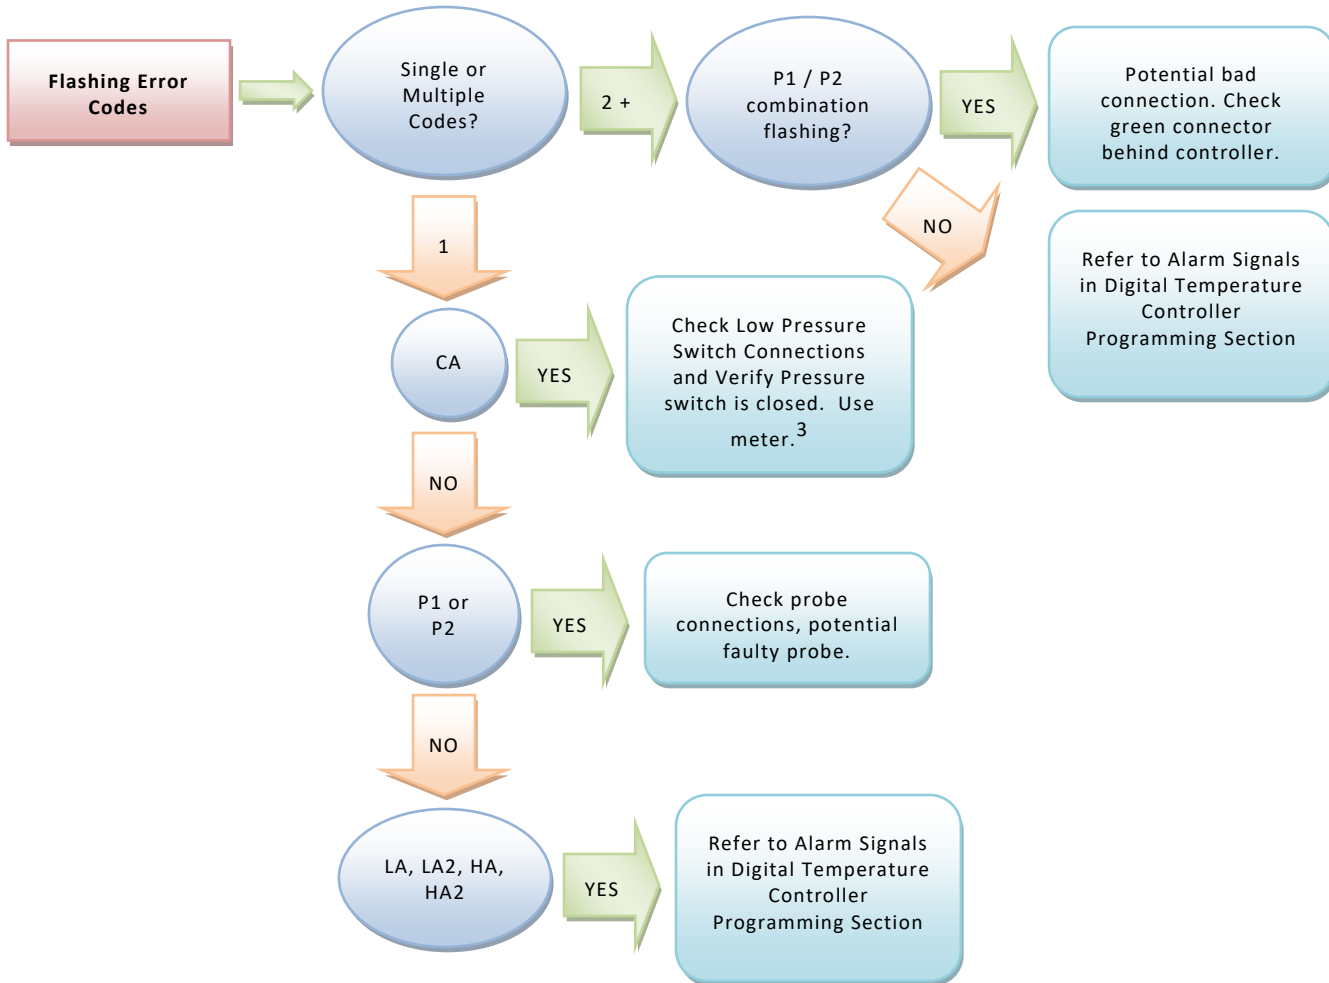 Flashing Error
Codes
Single or
Multiple
Codes?
2 +
P1 / P2
combination
flashing?
YES
Potential bad
connection. Check
green connector
behind controller.
NO
Refer to Alarm Signals
in Digital Temperature
Controller
Programming Section
1
CA
YES
Check Low Pressure
Switch Connections
and Verify Pressure
switch is closed.  Use
meter.3
NO
P1 or
P2
YES
Check probe
connections, potential
faulty probe.
NO
LA, LA2, HA,
HA2
YES
Refer to Alarm Signals
in Digital Temperature
Controller
Programming Section